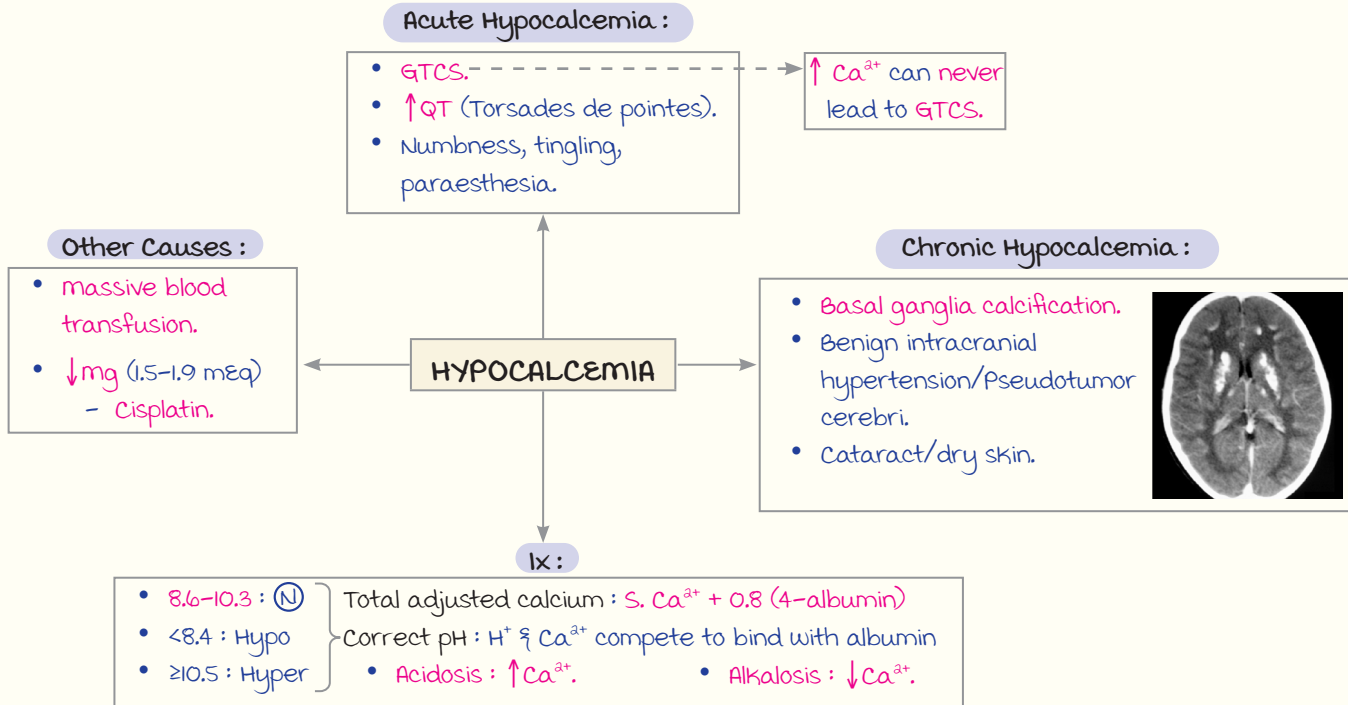 Acute Hypocalcemia :
• GTCS.
• ↑QT (Torsades de pointes).
• Numbness, tingling,
paraesthesia.
↑ Ca²⁺ can never
lead to GTCS.
Other Causes :
• massive blood
transfusion.
• ↓mg (1.5-1.9 mEq)
- Cisplatin.
HYPOCALCEMIA
Chronic Hypocalcemia :
• Basal ganglia calcification.
• Benign intracranial
hypertension/Pseudotumor
cerebri.
• Cataract/dry skin.
Ix :
• 8.6-10.3 : Ⓝ
• <8.4 : Hypo
• ≥10.5 : Hyper
Total adjusted calcium : S. Ca²⁺ + 0.8 (4-albumin)
Correct pH : H⁺ & Ca²⁺ compete to bind with albumin
• Acidosis : ↑Ca²⁺. • Alkalosis : ↓Ca²⁺.